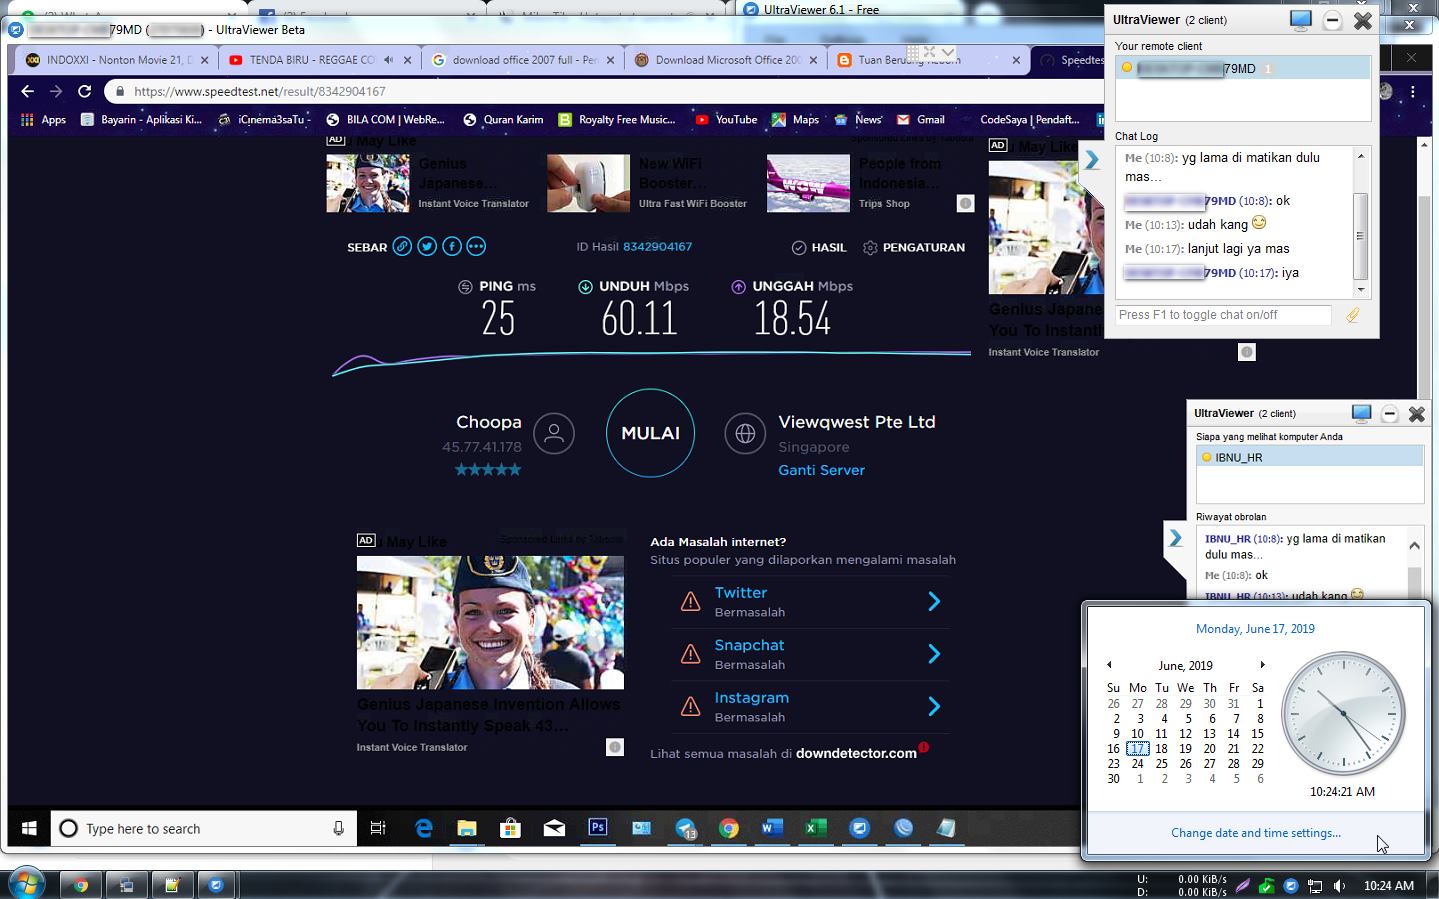 UltraViewer 6.1 - Free
79MD
- UltraViewer Beta
INDOXXI - Nonton Movie 21, D
TENDA BIRU - REGGAE CO
download office 2007 full - Pen
Download Microsoft Office 200
Tuan Beruang Reborn
Speedtes
https://www.speedtest.net/result/8342904167
Apps
Bayarin - Aplikasi Ki...
iCinema3saTu -
BILA COM | WebRe...
Quran Karim
Royalty Free Music...
YouTube
Maps
News
Gmail
CodeSaya | Pendaft...
AD
u May Like
Sponsored Links by Taboola
Genius
Japanese...
Instant Voice Translator
New WiFi
Booster...
Ultra Fast WiFi Booster
People from
Indonesia...
Trips Shop
SEBAR
ID Hasil 8342904167
HASIL
PENGATURAN
PING ms
25
UNDUH Mbps
60.11
UNGGAH Mbps
18.54
Choopa
45.77.41.178
MULAI
Viewqwest Pte Ltd
Singapore
Ganti Server
AD
u May Like
Genius Japane
You To Instantly
Instant Voice Translator
AD
u May Like
Sponsored Links by Taboola
Genius Japanese Invention Allows
You To Instantly Speak 43...
Instant Voice Translator
Ada Masalah internet?
Situs populer yang dilaporkan mengalami masalah
Twitter
Bermasalah
Snapchat
Bermasalah
Instagram
Bermasalah
Lihat semua masalah di downdetector.com
UltraViewer (2 client)
Your remote client
79MD 1
Chat Log
Me (10:8): yg lama di matikan dulu
mas...
79MD (10:8): ok
Me (10:13): udah kang
Me (10:17): lanjut lagi ya mas
79MD (10:17): iya
Press F1 to toggle chat on/off
UltraViewer (2 client)
Siapa yang melihat komputer Anda
IBNU_HR
Riwayat obrolan
IBNU_HR (10:8): yg lama di matikan
dulu mas...
Me (10:8): ok
IBNU_HR (10:13): udah kang
Monday, June 17, 2019
June, 2019
Su Mo Tu We Th Fr Sa
26 27 28 29 30 31 1
2 3 4 5 6 7 8
9 10 11 12 13 14 15
16 17 18 19 20 21 22
23 24 25 26 27 28 29
30 1 2 3 4 5 6
10:24:21 AM
Change date and time settings...
Type here to search
Ps
13
U: 0.00 KiB/s
D: 0.00 KiB/s
10:24 AM